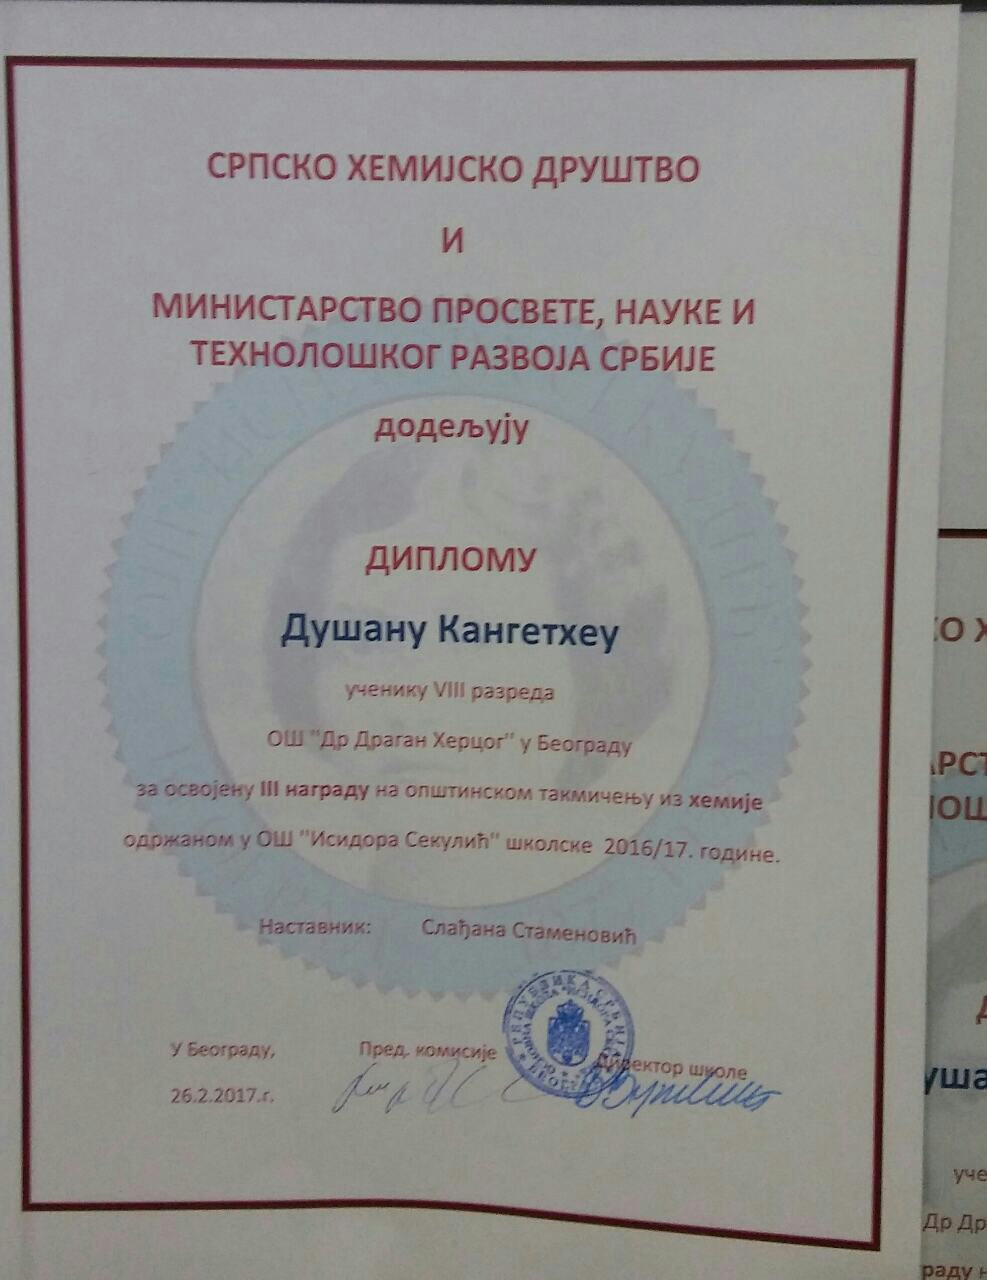 СРПСКО ХЕМИЈСКО ДРУШТВО
И
МИНИСТАРСТВО ПРОСВЕТЕ, НАУКЕ И
ТЕХНОЛОШКОГ РАЗВОЈА СРБИЈЕ
додељују
ДИПЛОМУ
Душану Кангетхеу
ученику VIII разреда
ОШ "Др Драган Херцог" у Београду
за освојену III награду на општинском такмичењу из хемије
одржаном у ОШ "Исидора Секулић" школске 2016/17. године.
Наставник: Слађана Стаменовић
РЕПУБЛИКА СРБИЈА
У Београду, Пред. комисије Директор школе
26.2.2017.г.